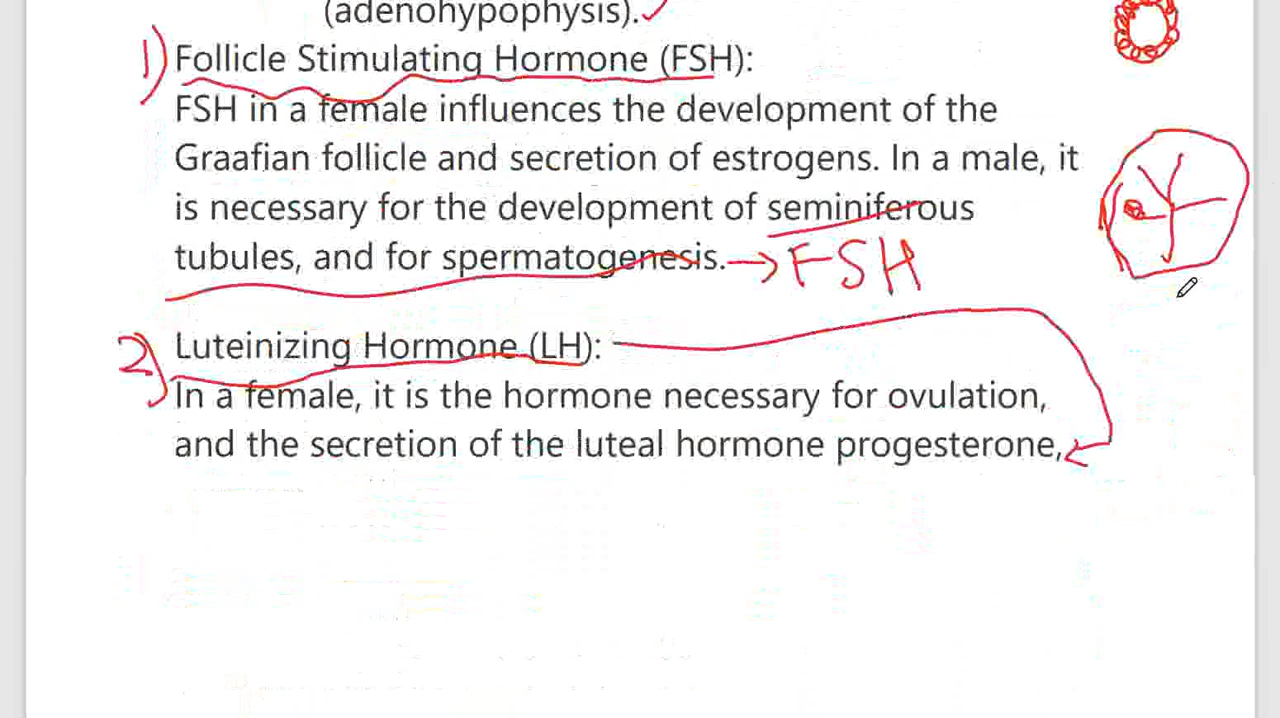 (adenohypophysis).
1) Follicle Stimulating Hormone (FSH):
FSH in a female influences the development of the
Graafian follicle and secretion of estrogens. In a male, it
is necessary for the development of seminiferous
tubules, and for spermatogenesis. → FSH
2) Luteinizing Hormone (LH):
In a female, it is the hormone necessary for ovulation,
and the secretion of the luteal hormone progesterone,